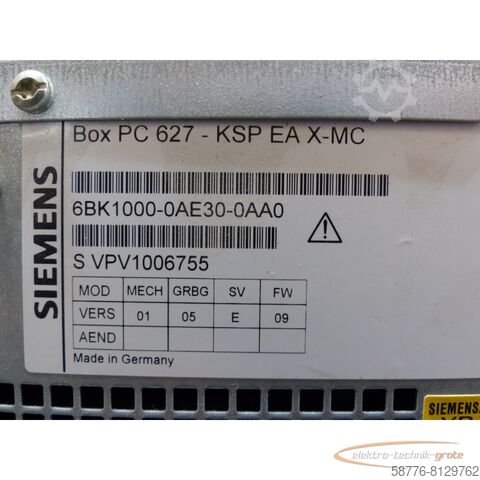 Box PC 627 - KSP EA X-MC
6BK1000-0AE30-0AA0
S VPV1006755
SIEMENS
MOD MECH GRBG SV FW
VERS 01 05 E 09
AEND
Made in Germany
SIEMENS
elektro-technik-grote
58776-8129762